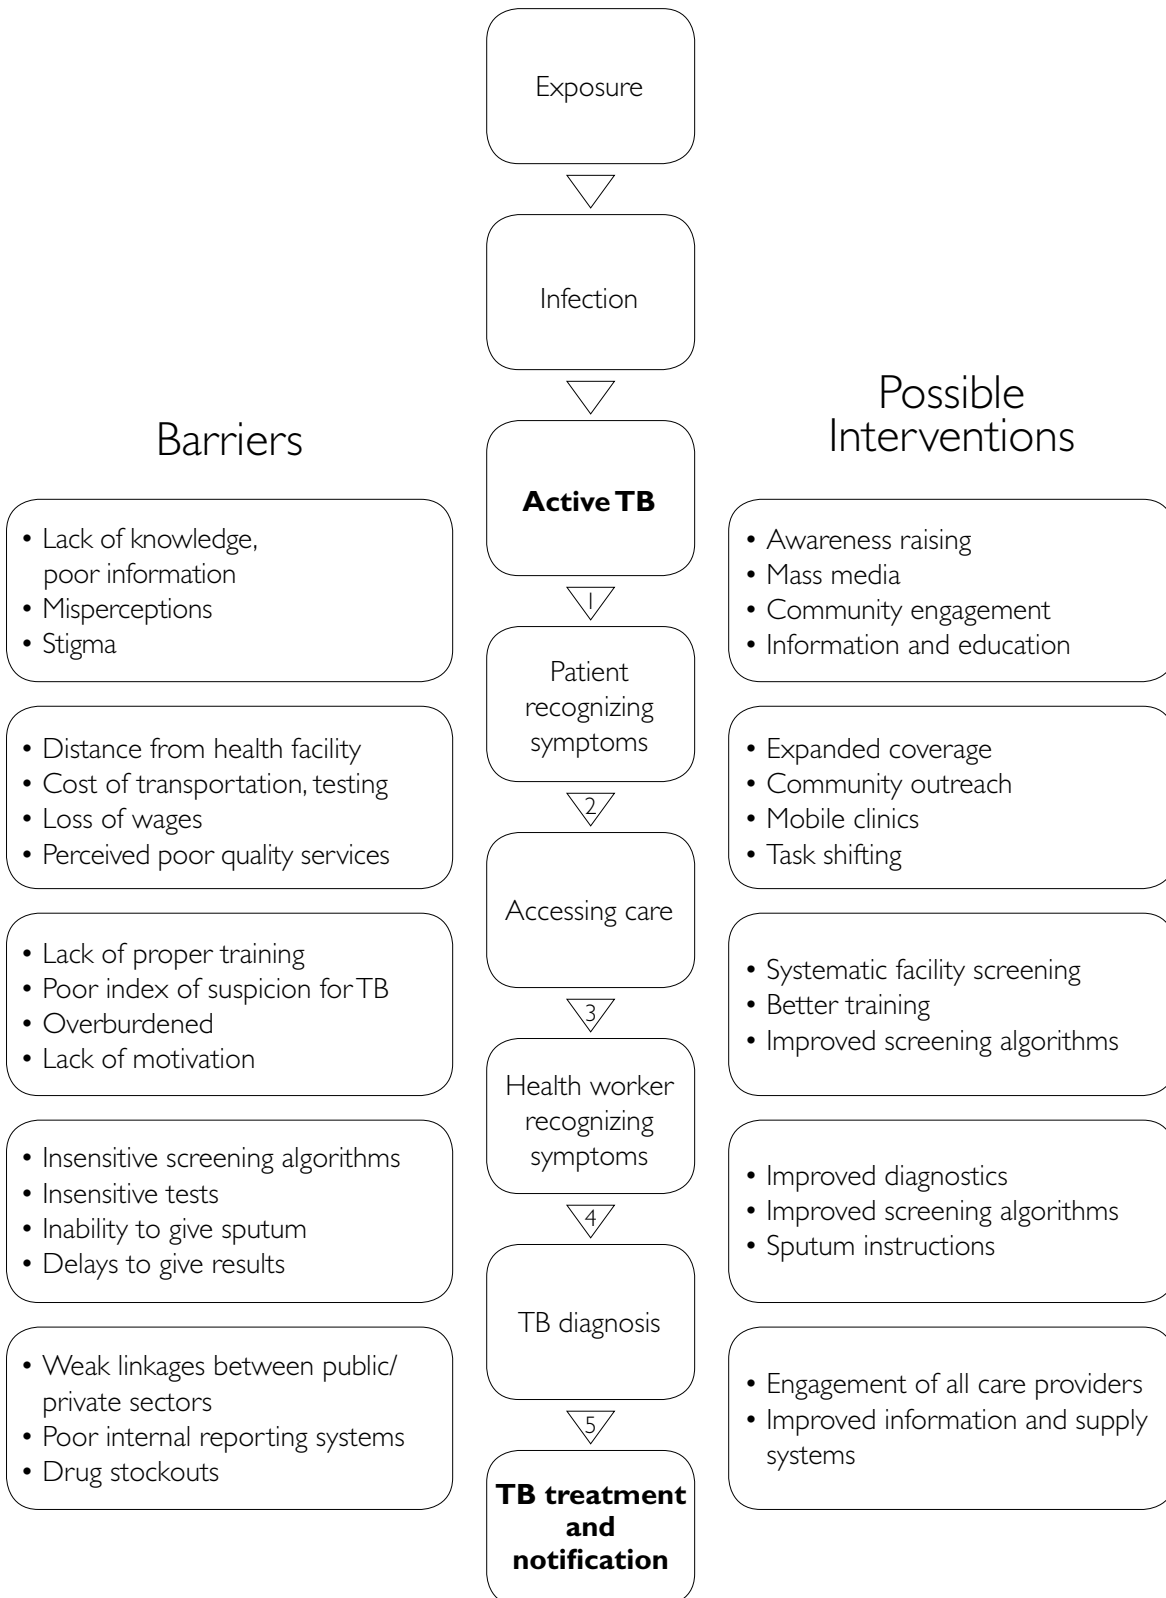 Exposure
Infection
Barriers
Possible
Interventions
Active TB
• Lack of knowledge,
poor information
• Misperceptions
• Stigma
• Awareness raising
• Mass media
• Community engagement
• Information and education
1
Patient
recognizing
symptoms
• Distance from health facility
• Cost of transportation, testing
• Loss of wages
• Perceived poor quality services
• Expanded coverage
• Community outreach
• Mobile clinics
• Task shifting
2
Accessing care
• Lack of proper training
• Poor index of suspicion for TB
• Overburdened
• Lack of motivation
• Systematic facility screening
• Better training
• Improved screening algorithms
3
Health worker
recognizing
symptoms
• Insensitive screening algorithms
• Insensitive tests
• Inability to give sputum
• Delays to give results
• Improved diagnostics
• Improved screening algorithms
• Sputum instructions
4
TB diagnosis
• Weak linkages between public/
private sectors
• Poor internal reporting systems
• Drug stockouts
• Engagement of all care providers
• Improved information and supply
systems
5
TB treatment
and
notification